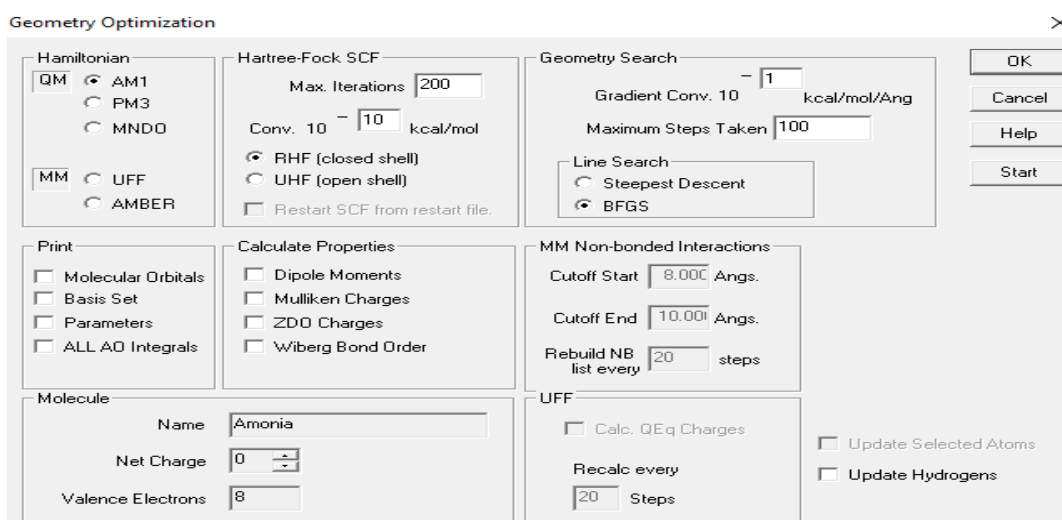 Geometry Optimization
Hamiltonian
QM AM1
PM3
MNDO
MM UFF
AMBER
Hartree-Fock SCF
Max. Iterations 200
Conv. 10 - 10 kcal/mol
RHF (closed shell)
UHF (open shell)
Restart SCF from restart file.
Geometry Search
Gradient Conv. 10 - 1 kcal/mol/Ang
Maximum Steps Taken 100
Line Search
Steepest Descent
BFGS
OK
Cancel
Help
Start
Print
Molecular Orbitals
Basis Set
Parameters
ALL AO Integrals
Calculate Properties
Dipole Moments
Mulliken Charges
ZDO Charges
Wiberg Bond Order
MM Non-bonded Interactions
Cutoff Start 8.000 Angs.
Cutoff End 10.000 Angs.
Rebuild NB
list every 20 steps
Molecule
Name Amonia
Net Charge 0
Valence Electrons 8
UFF
Calc. QEq Charges
Recalc every
20 Steps
Update Selected Atoms
Update Hydrogens